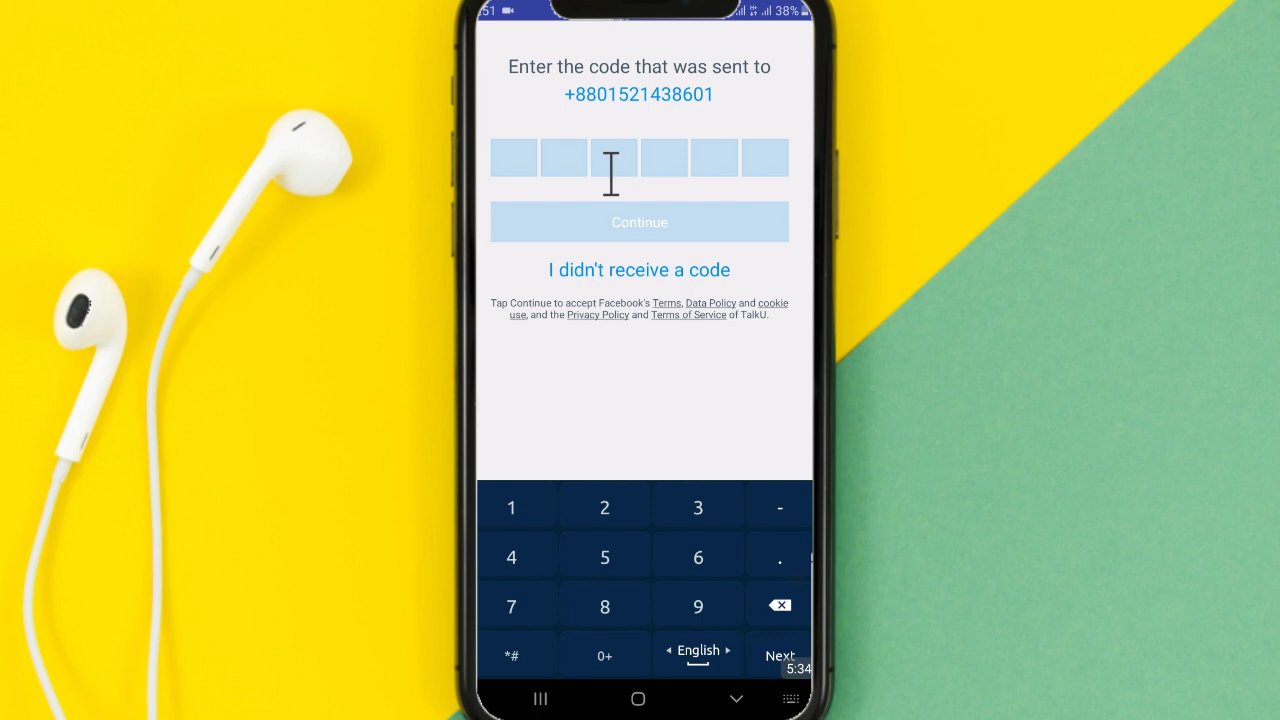 51
38%
Enter the code that was sent to
+8801521438601
Continue
I didn't receive a code
Tap Continue to accept Facebook's Terms, Data Policy and cookie
use, and the Privacy Policy and Terms of Service of TalkU.
1 2 3 -
4 5 6 .
7 8 9
*# 0+ English Next
5:34